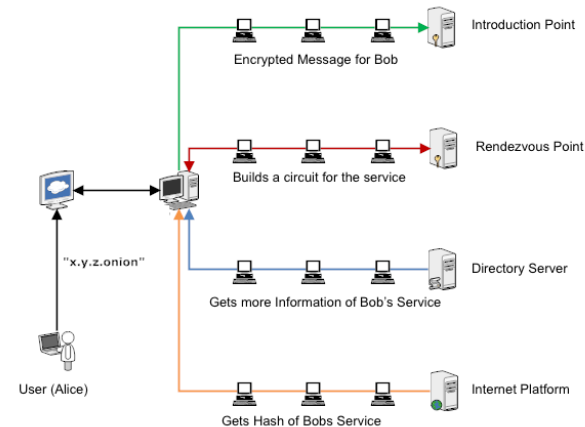 Introduction Point
Encrypted Message for Bob
Rendezvous Point
Builds a circuit for the service
"x.y.z.onion"
Directory Server
Gets more Information of Bob's Service
User (Alice)
Internet Platform
Gets Hash of Bobs Service